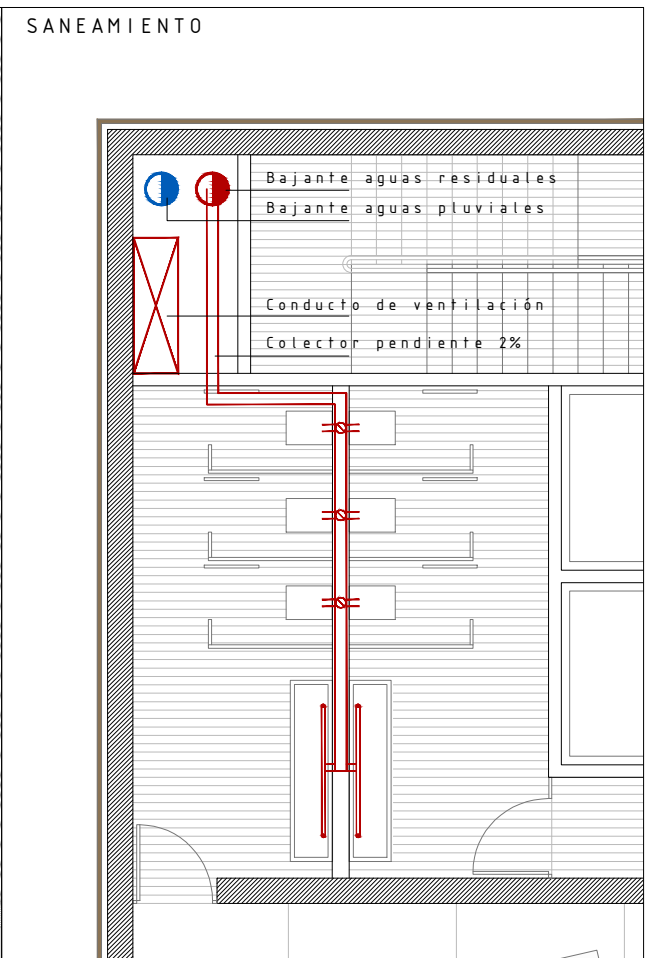 SANEAMIENTO
Bajante aguas residuales
Bajante aguas pluviales
Conducto de ventilación
Colector pendiente 2%